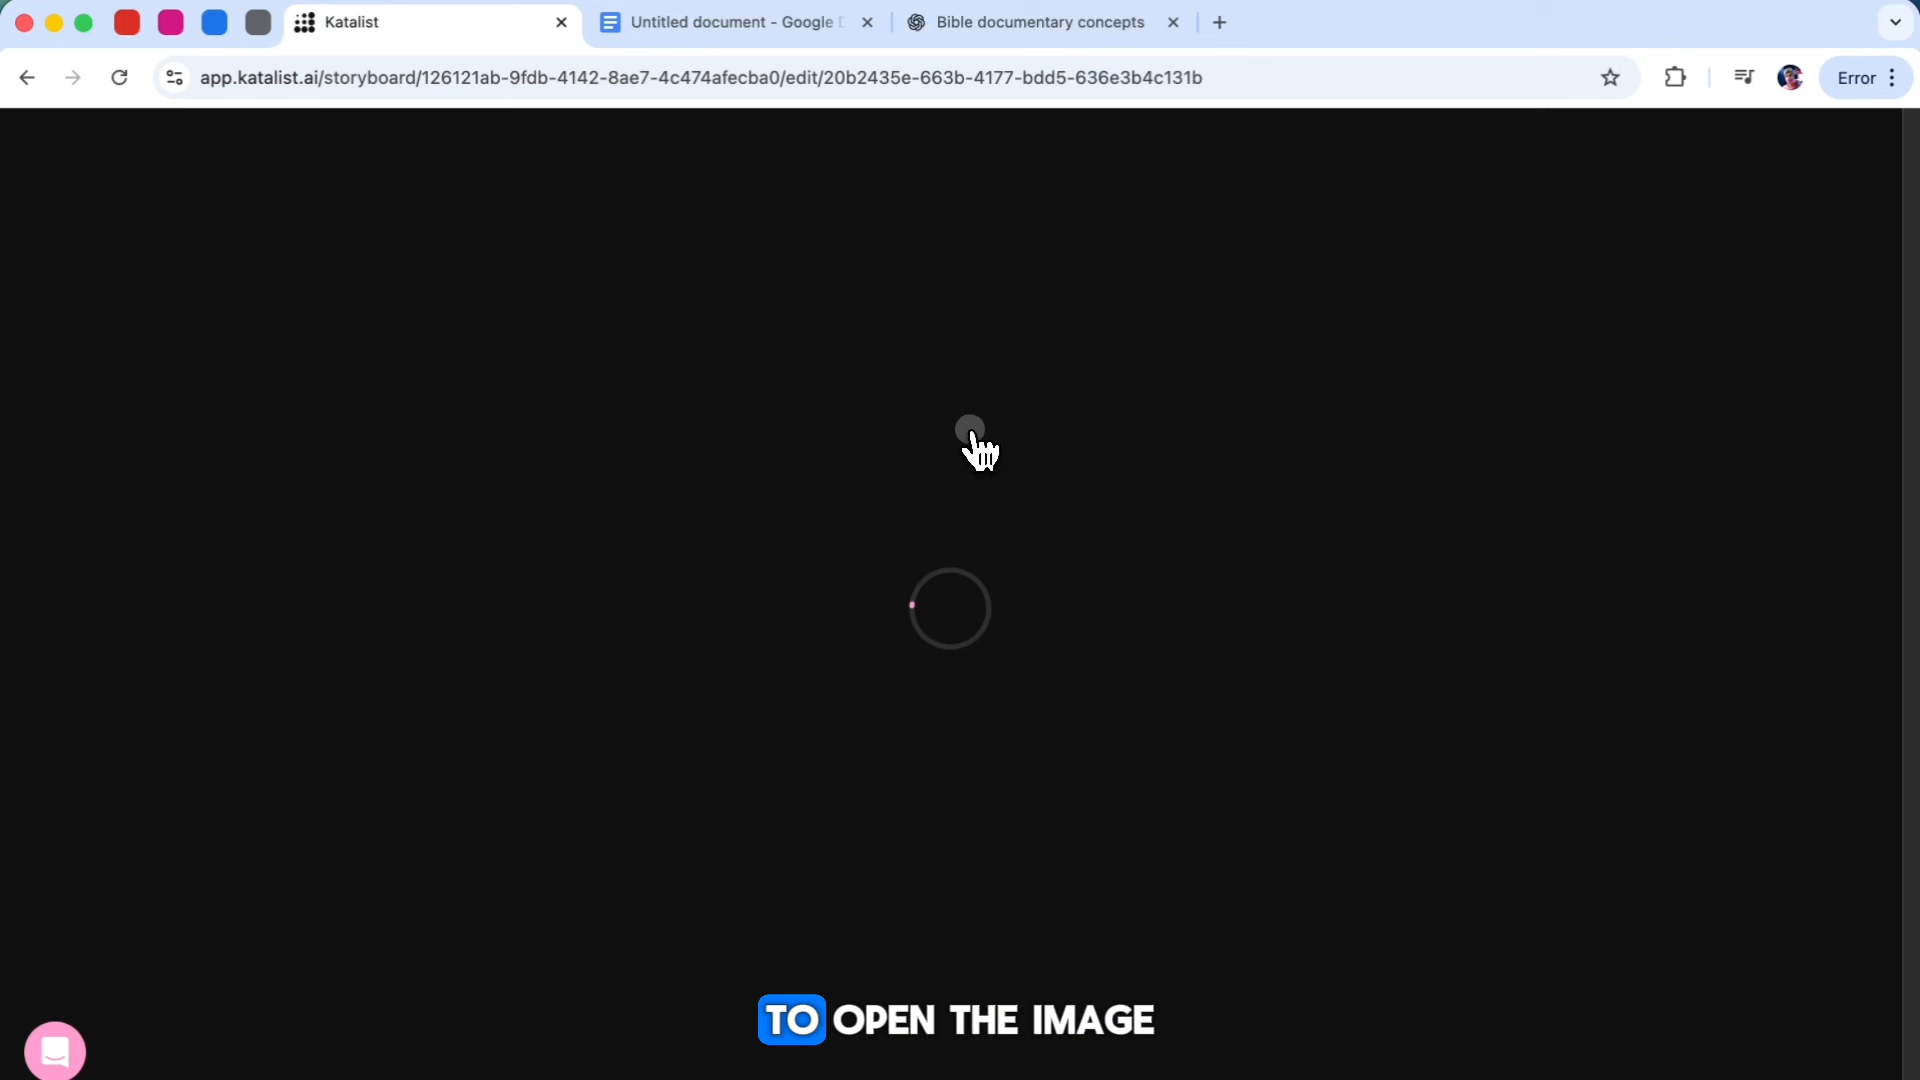 Katalist
Untitled document - Google
Bible documentary concepts
app.katalist.ai/storyboard/126121ab-9fdb-4142-8ae7-4c474afecba0/edit/20b2435e-663b-4177-bdd5-636e3b4c131b
Error
TO OPEN THE IMAGE